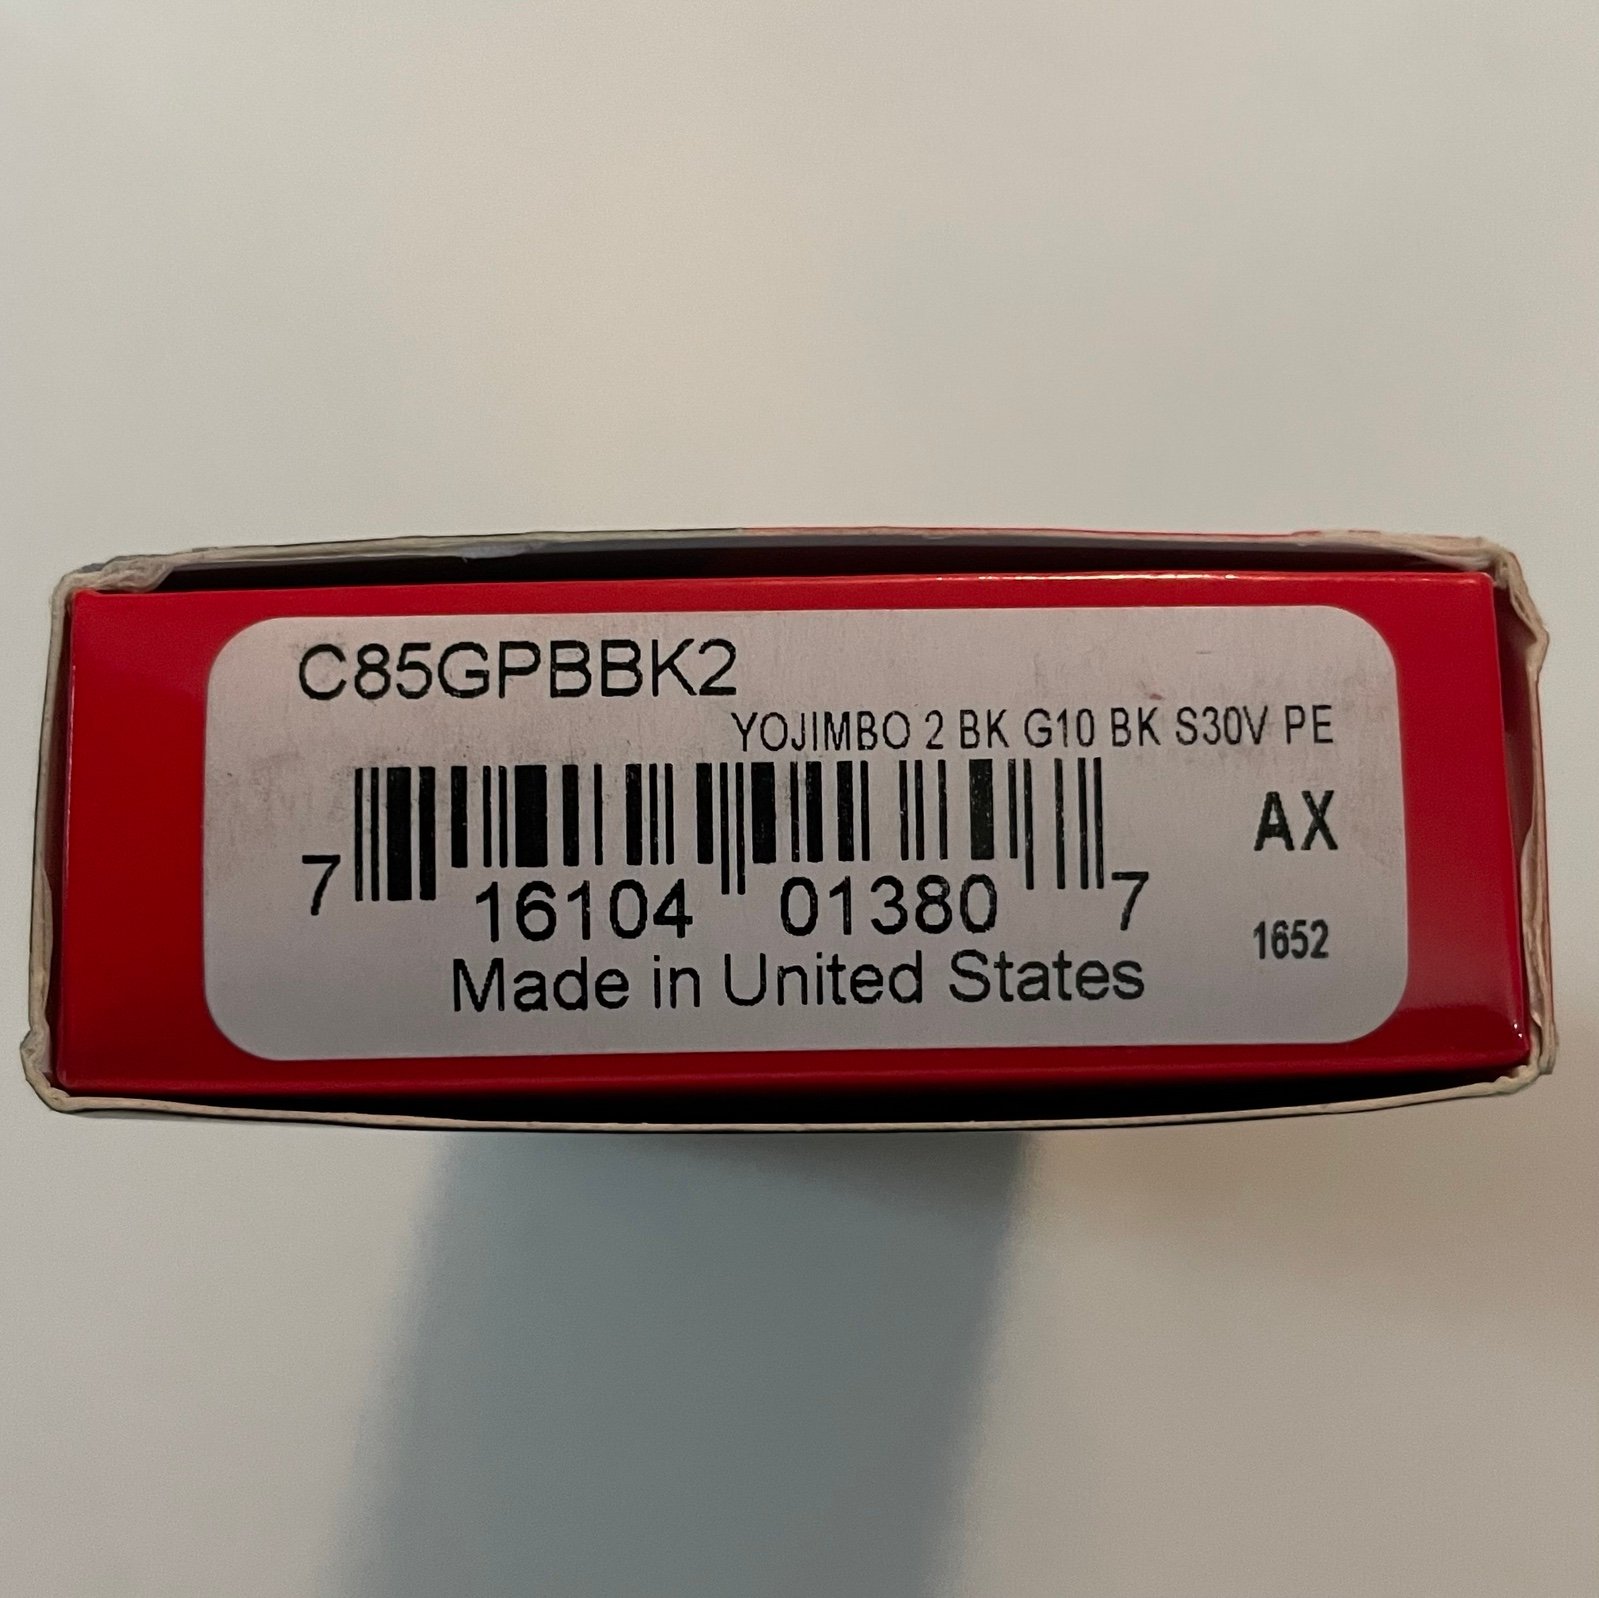 C85GPBBK2
YOJIMBO 2 BK G10 BK S30V PE
AX
7 16104 01380 7
1652
Made in United States